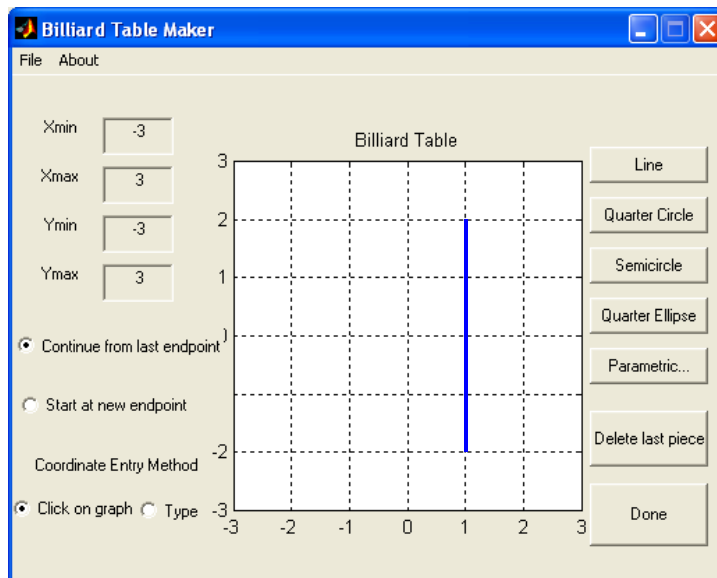 Billiard Table Maker
File About
Xmin -3
Xmax 3
Ymin -3
Ymax 3
Continue from last endpoint
Start at new endpoint
Coordinate Entry Method
Click on graph Type
Billiard Table
3
2
1
-2
-3
-3 -2 -1 0 1 2 3
Line
Quarter Circle
Semicircle
Quarter Ellipse
Parametric...
Delete last piece
Done